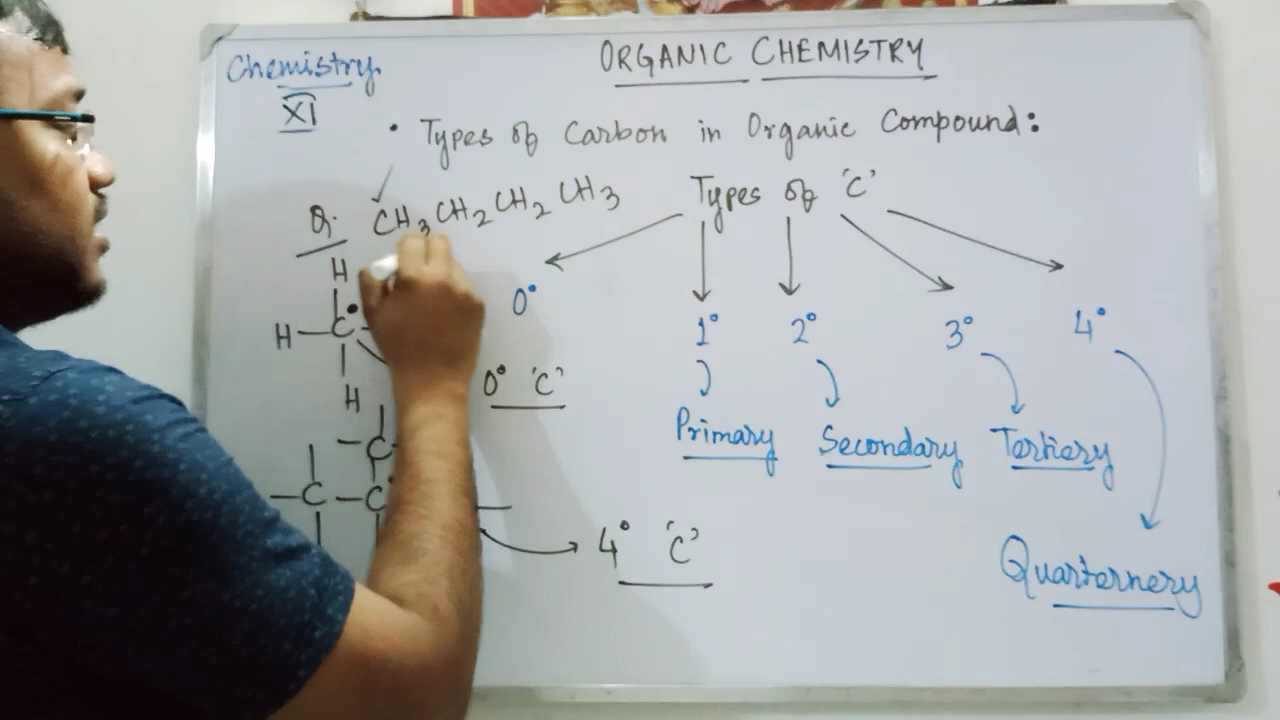 Chemistry
XI
ORGANIC CHEMISTRY
• Types of Carbon in Organic Compound:
Q. CH3CH2CH2CH3
Types of 'C'
0° 1° 2° 3° 4°
Primary Secondary Tertiery
Quarternery
H
H—C
H
0° 'C'
—C
—C—C
4° 'C'